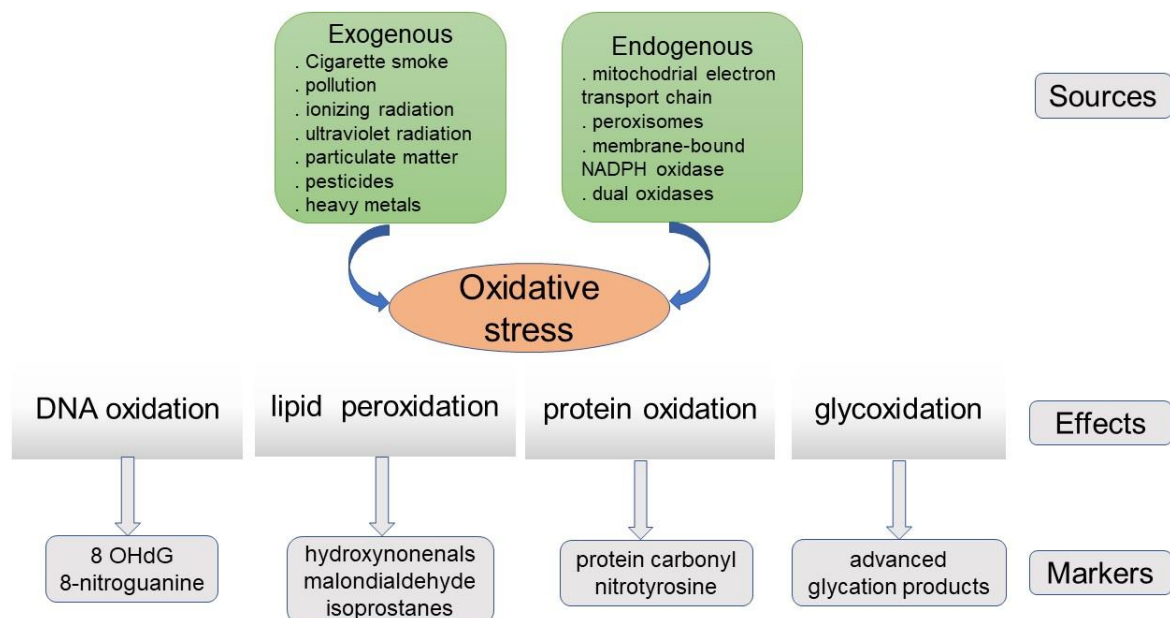 Exogenous
. Cigarette smoke
. pollution
. ionizing radiation
. ultraviolet radiation
. particulate matter
. pesticides
. heavy metals
Endogenous
. mitochodrial electron
transport chain
. peroxisomes
. membrane-bound
NADPH oxidase
. dual oxidases
Sources
Oxidative
stress
DNA oxidation
lipid peroxidation
protein oxidation
glycoxidation
Effects
8 OHdG
8-nitroguanine
hydroxynonenals
malondialdehyde
isoprostanes
protein carbonyl
nitrotyrosine
advanced
glycation products
Markers